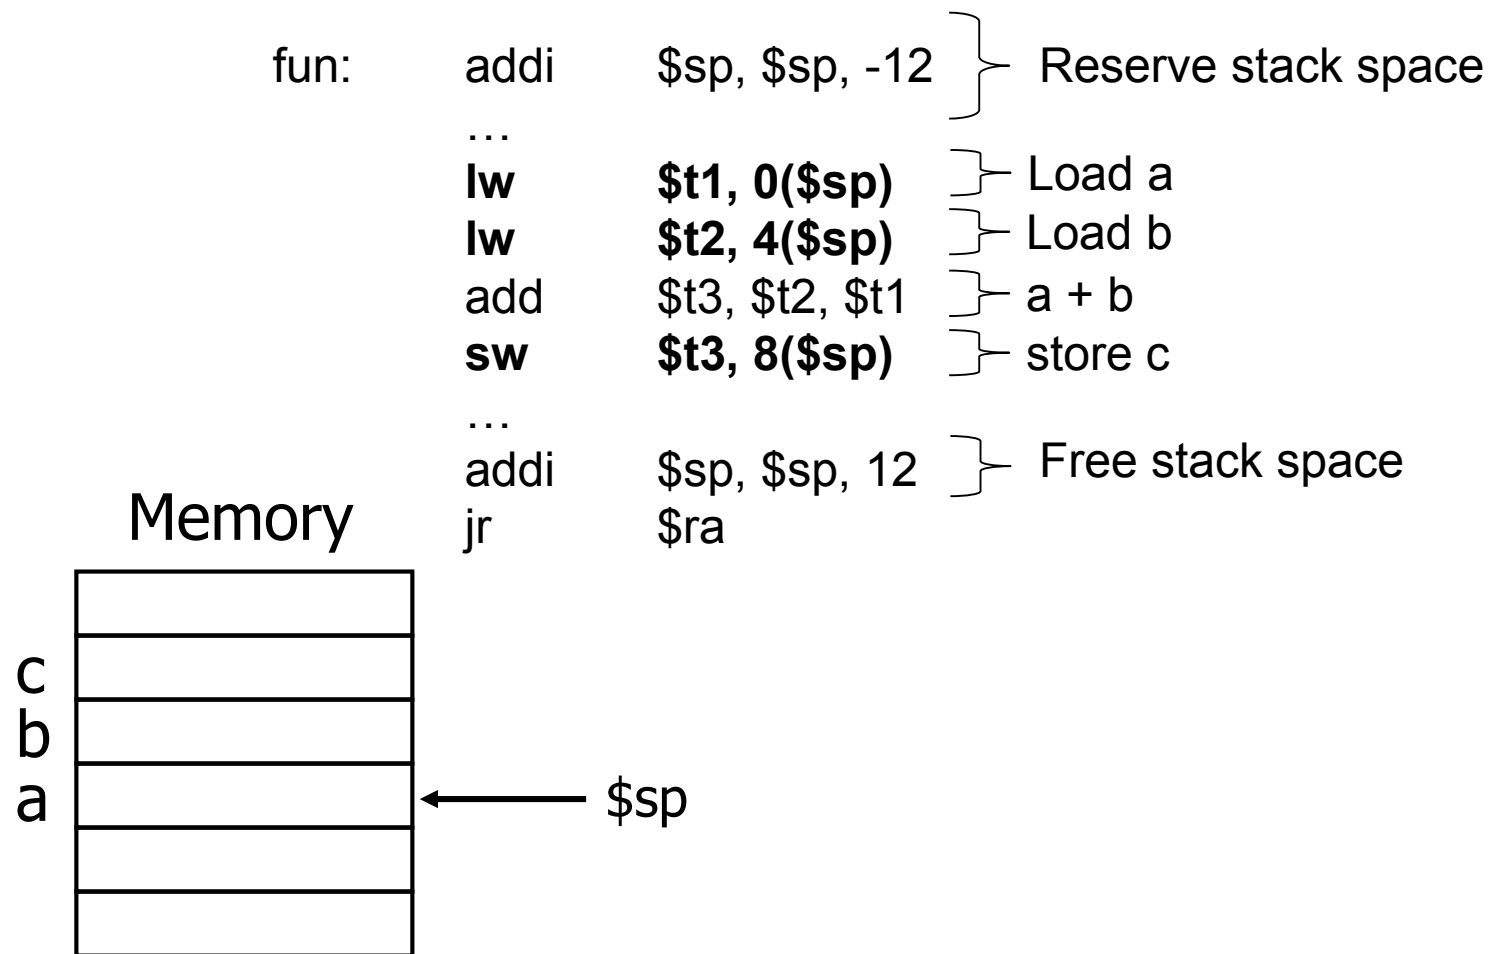 fun: addi $sp, $sp, -12 Reserve stack space
…
lw $t1, 0($sp) Load a
lw $t2, 4($sp) Load b
add $t3, $t2, $t1 a + b
sw $t3, 8($sp) store c
…
addi $sp, $sp, 12 Free stack space
jr $ra
Memory
c
b
a $sp